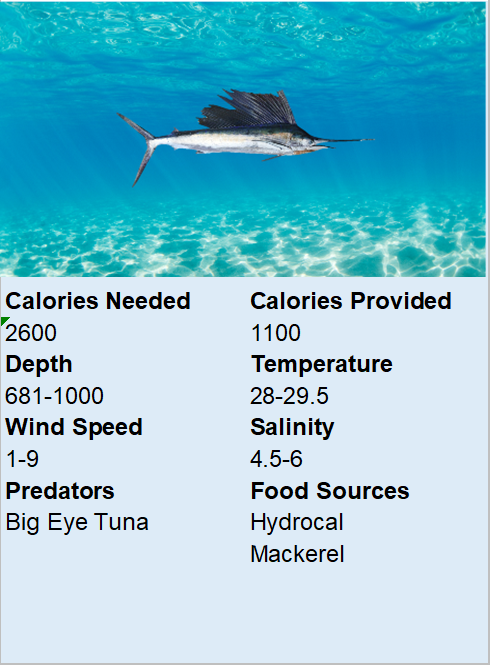 Calories Needed Calories Provided
2600 1100
Depth Temperature
681-1000 28-29.5
Wind Speed Salinity
1-9 4.5-6
Predators Food Sources
Big Eye Tuna Hydrocal
Mackerel